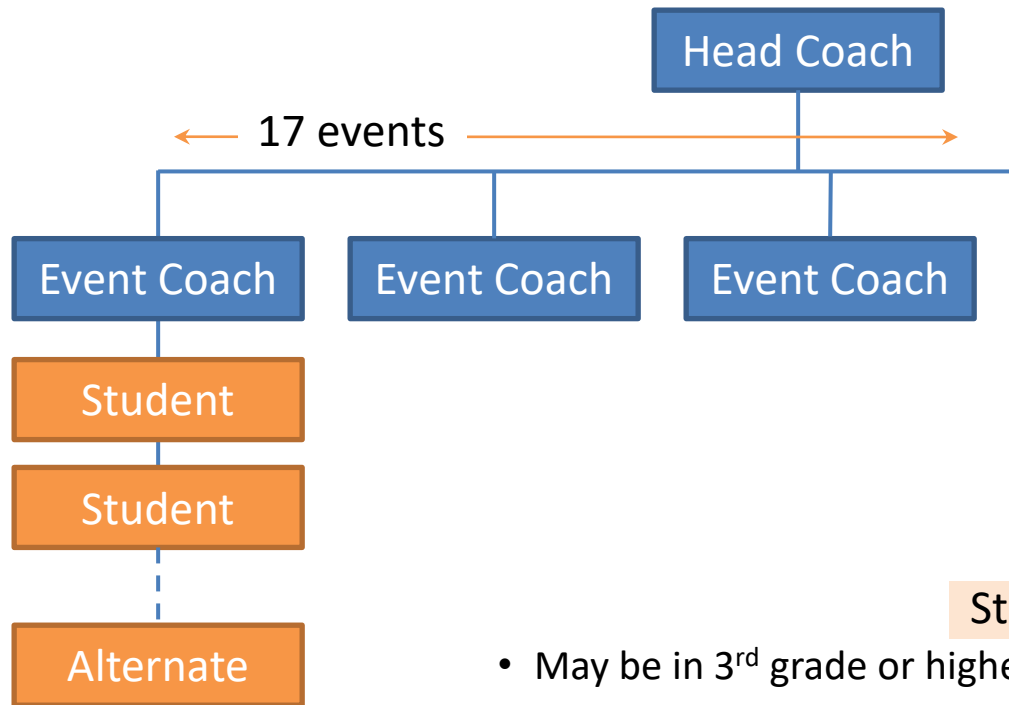 Head Coach
17 events
Event Coach
Event Coach
Event Coach
Student
Student
Alternate
St
• May be in 3rd grade or highe